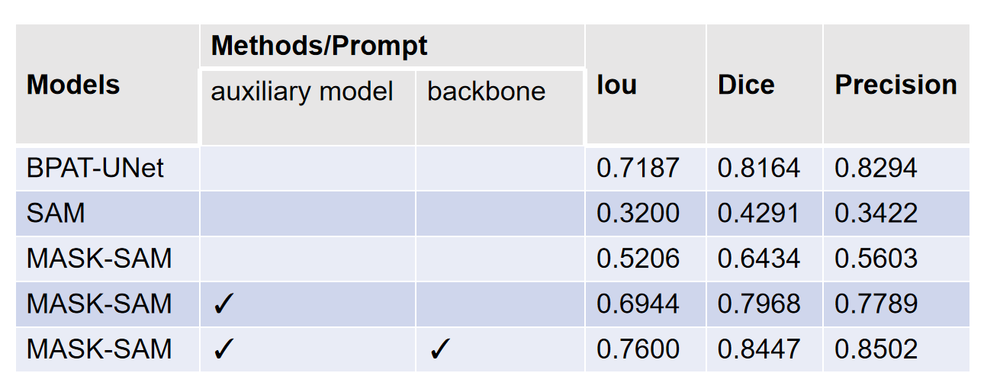 Models Methods/Prompt Iou Dice Precision
auxiliary model backbone
BPAT-UNet 0.7187 0.8164 0.8294
SAM 0.3200 0.4291 0.3422
MASK-SAM 0.5206 0.6434 0.5603
MASK-SAM ✓ 0.6944 0.7968 0.7789
MASK-SAM ✓ ✓ 0.7600 0.8447 0.8502